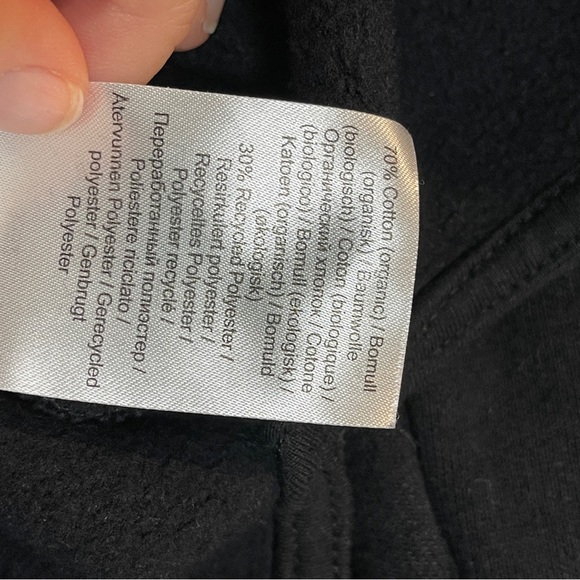 70% Cotton (organic) / Bomull
(organisk) / Baumwolle
(biologisch) / Coton (biologique) /
Органический хлопок / Cotone
(biologico) / Bomull (ekologisk) /
Katoen (organisch) / Bomuld
(økologisk)
30% Recycled Polyester /
Resirkulert polyester /
Recyceltes Polyester /
Polyester recyclé /
Переработанный полиэстер /
Poliestere riciclato /
Återvunnen Polyester / Gerecycled
polyester / Genbrugt
Polyester